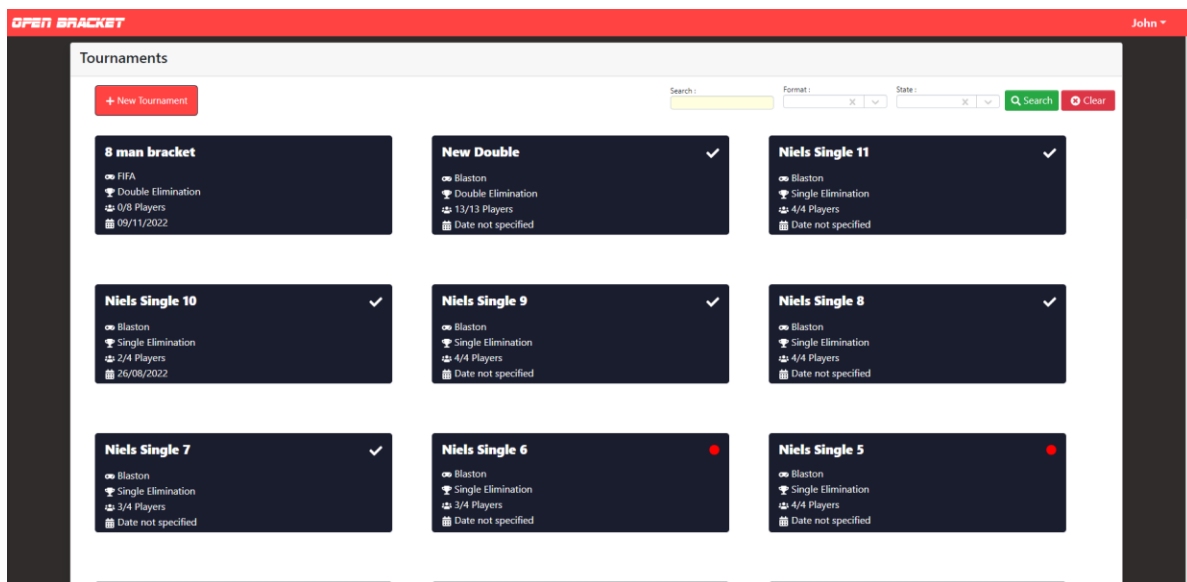 OPEN BRACKET
John
Tournaments
+ New Tournament
Search :
Format :
State :
Search
Clear
8 man bracket
FIFA
Double Elimination
0/8 Players
09/11/2022
New Double
Blaston
Double Elimination
13/13 Players
Date not specified
Niels Single 11
Blaston
Single Elimination
4/4 Players
Date not specified
Niels Single 10
Blaston
Single Elimination
2/4 Players
26/08/2022
Niels Single 9
Blaston
Single Elimination
4/4 Players
Date not specified
Niels Single 8
Blaston
Single Elimination
4/4 Players
Date not specified
Niels Single 7
Blaston
Single Elimination
3/4 Players
Date not specified
Niels Single 6
Blaston
Single Elimination
3/4 Players
Date not specified
Niels Single 5
Blaston
Single Elimination
4/4 Players
Date not specified